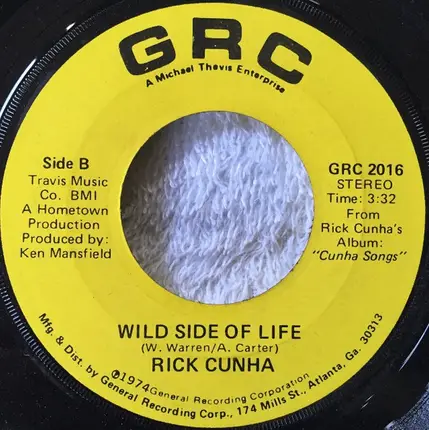 GRC
A Michael Thevis Enterprise
Side B
Travis Music
Co. BMI
A Hometown
Production
Produced by:
Ken Mansfield
GRC 2016
STEREO
Time: 3:32
From
Rick Cunha's
Album:
"Cunha Songs"
WILD SIDE OF LIFE
(W. Warren/A. Carter)
RICK CUNHA
℗1974 General Recording Corporation
Mfg. & Dist. by General Recording Corp., 174 Mills St., Atlanta, Ga. 30313